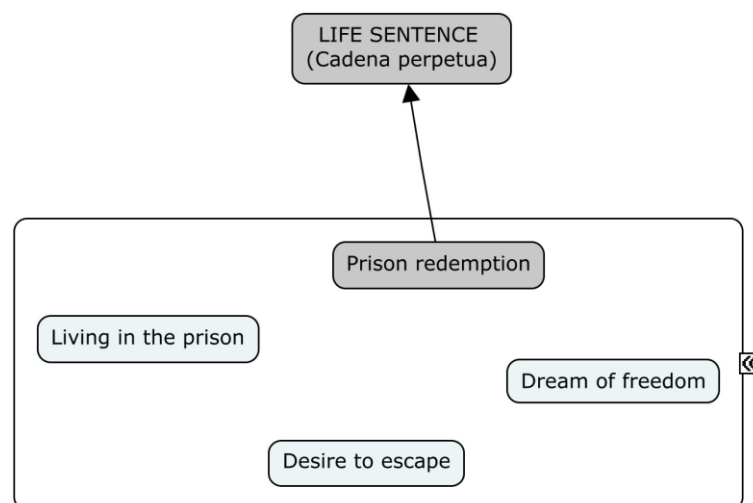 LIFE SENTENCE
(Cadena perpetua)
Prison redemption
Living in the prison
Dream of freedom
Desire to escape